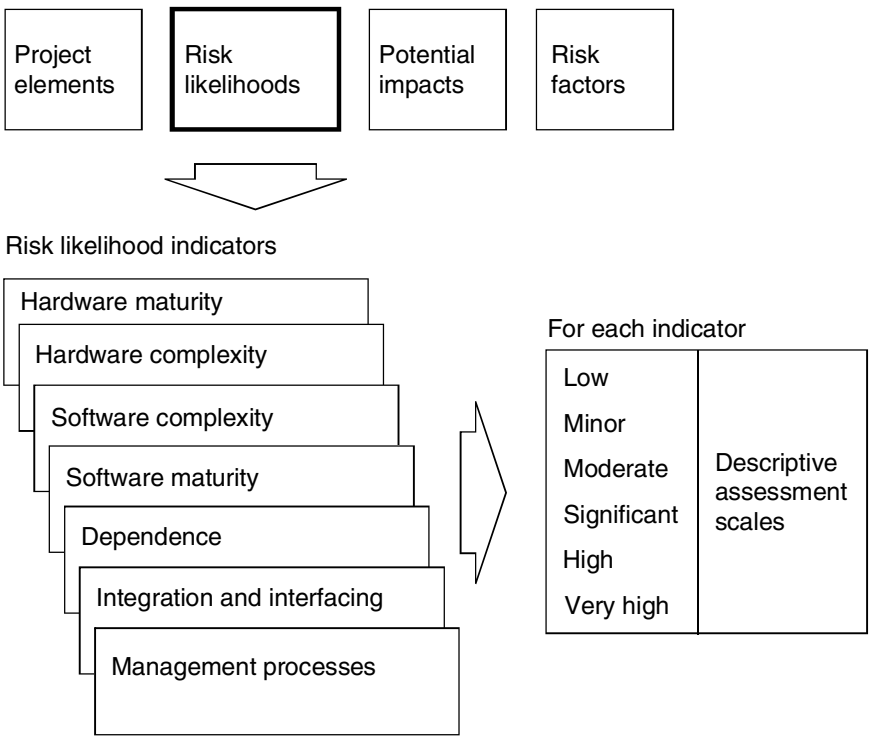 Project
elements
Risk
likelihoods
Potential
impacts
Risk
factors
Risk likelihood indicators
Hardware maturity
Hardware complexity
Software complexity
Software maturity
Dependence
Integration and interfacing
Management processes
For each indicator
Low
Minor
Moderate
Significant
High
Very high
Descriptive
assessment
scales